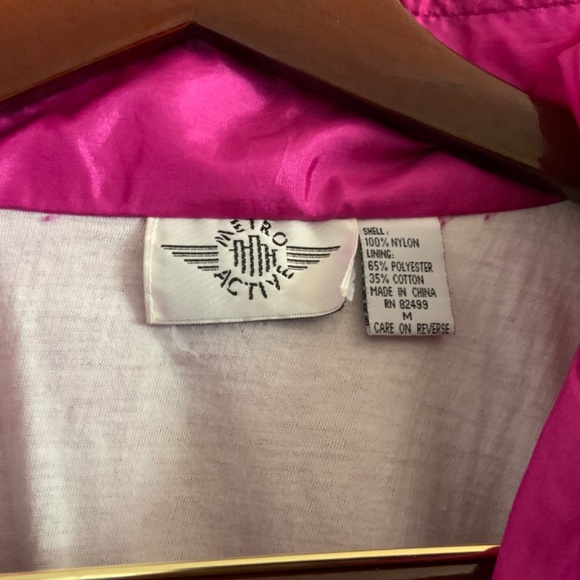 METRO
ACTIVE
SHELL:
100% NYLON
LINING:
65% POLYESTER
35% COTTON
MADE IN CHINA
RN 82499
M
CARE ON REVERSE